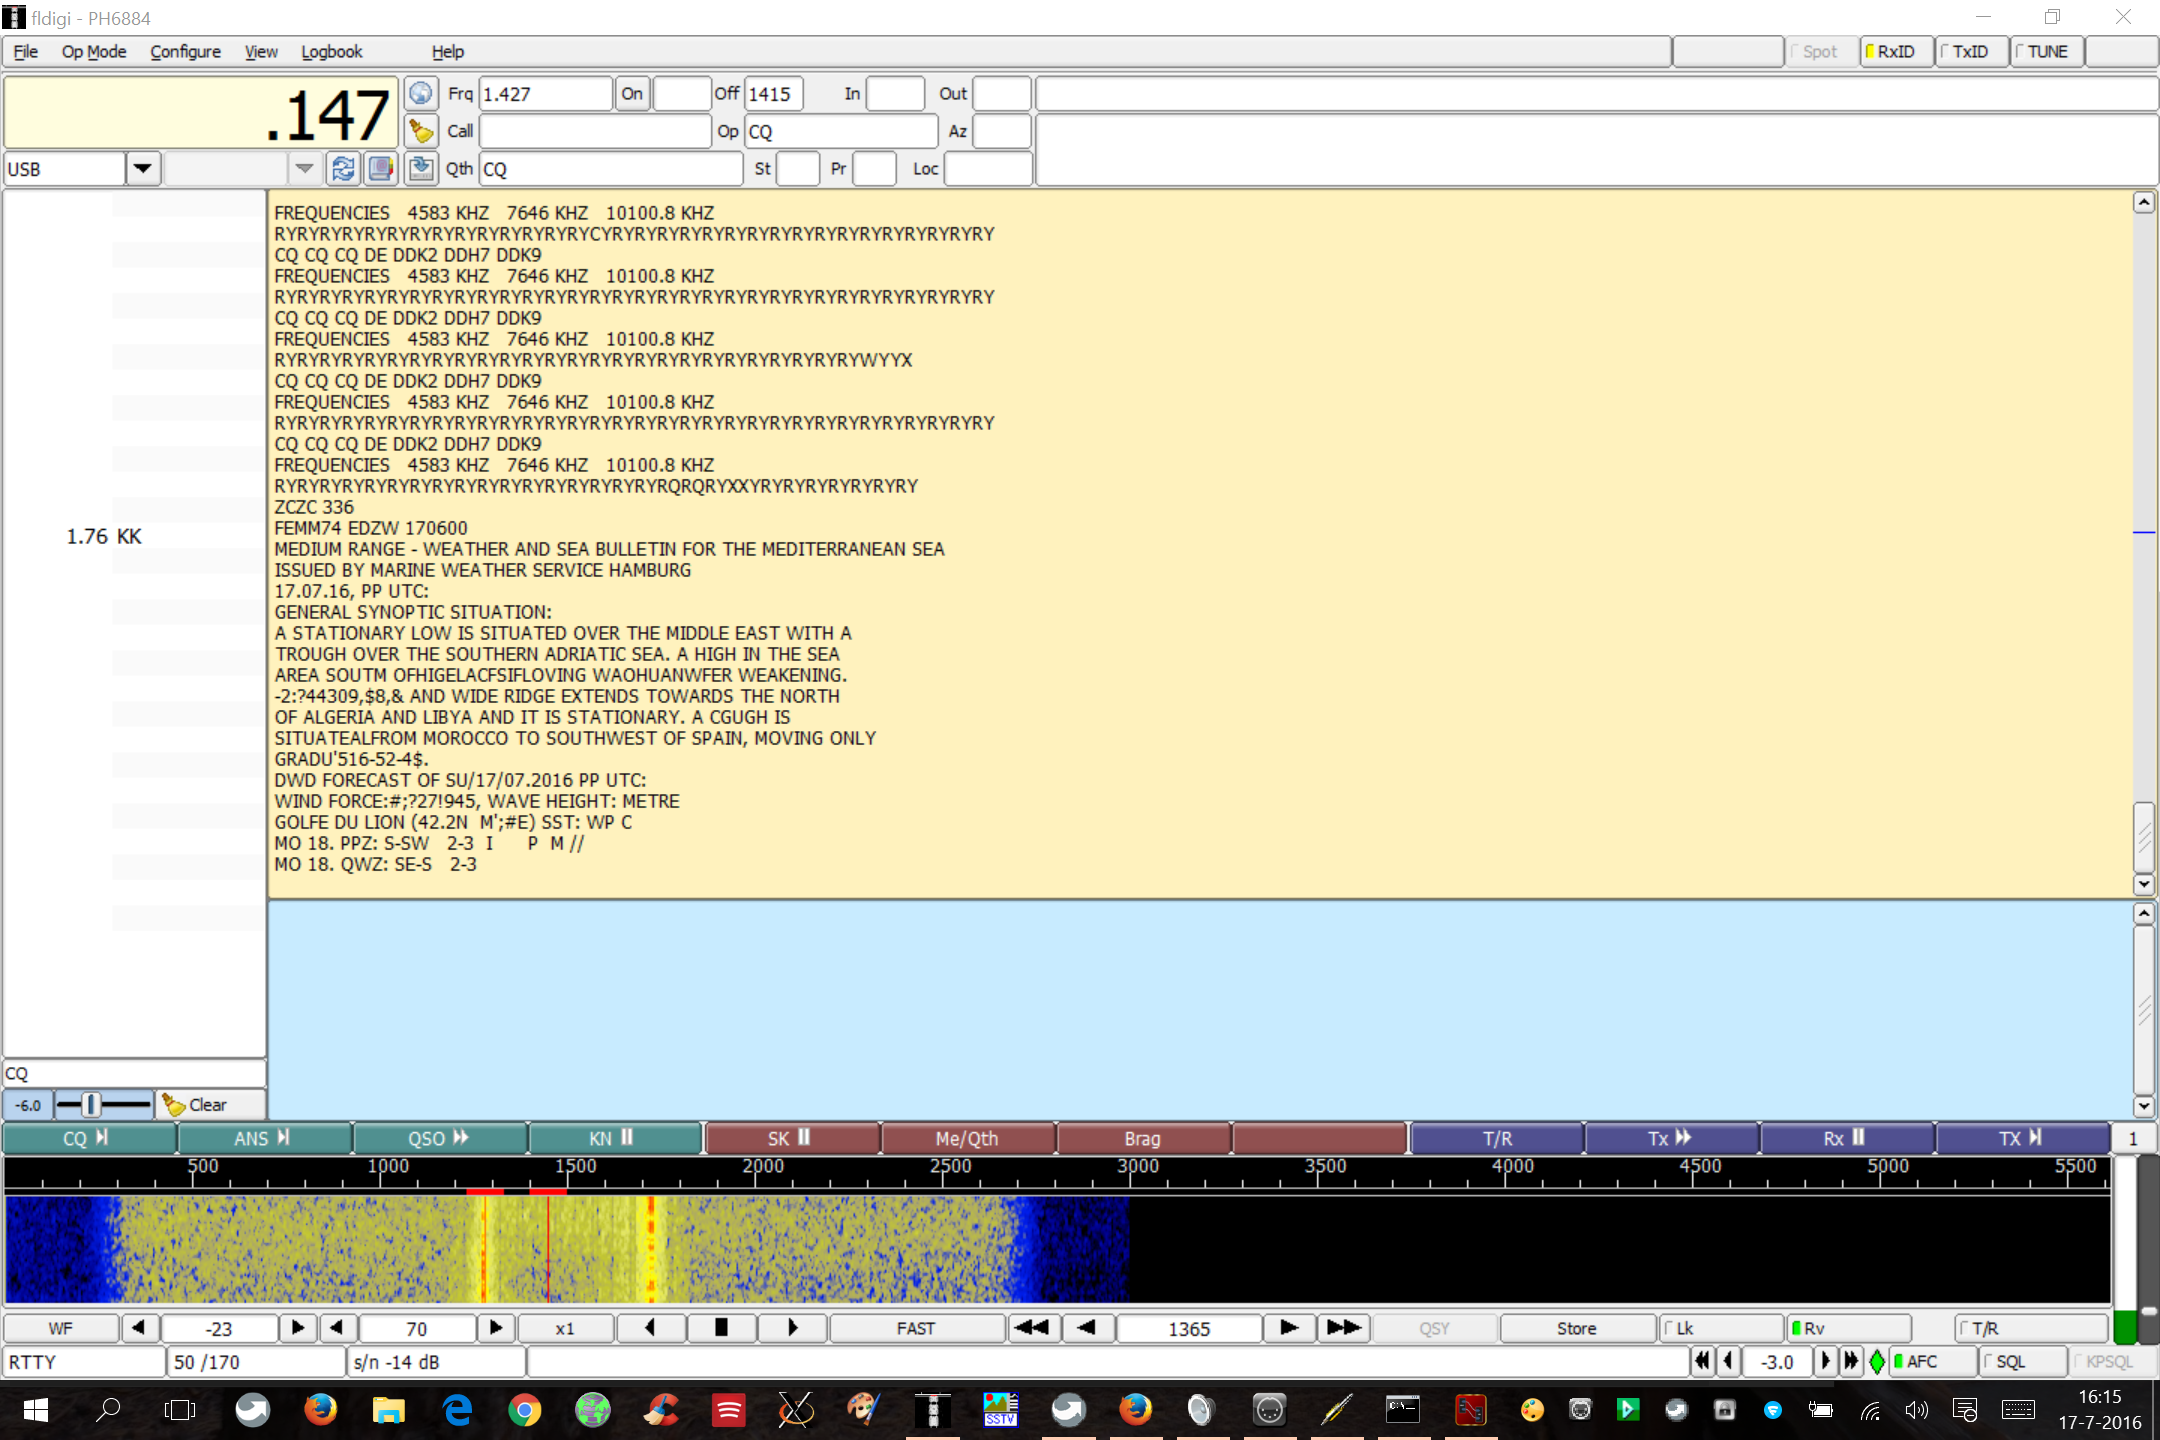 fldigi - PH6884
File Op Mode Configure View Logbook Help Spot RxID TxID TUNE
.147
Frq 1.427 On Off 1415 In Out
Call Op CQ Az
USB Qth CQ St Pr Loc
FREQUENCIES 4583 KHZ 7646 KHZ 10100.8 KHZ
RYRYRYRYRYRYRYRYRYRYRYRYRYRYCYRYRYRYRYRYRYRYRYRYRYRYRYRYRYRYRYRY
CQ CQ CQ DE DDK2 DDH7 DDK9
FREQUENCIES 4583 KHZ 7646 KHZ 10100.8 KHZ
RYRYRYRYRYRYRYRYRYRYRYRYRYRYRYRYRYRYRYRYRYRYRYRYRYRYRYRYRYRYRYRY
CQ CQ CQ DE DDK2 DDH7 DDK9
FREQUENCIES 4583 KHZ 7646 KHZ 10100.8 KHZ
RYRYRYRYRYRYRYRYRYRYRYRYRYRYRYRYRYRYRYRYRYRYRYRYRYRYWYYX
CQ CQ CQ DE DDK2 DDH7 DDK9
FREQUENCIES 4583 KHZ 7646 KHZ 10100.8 KHZ
RYRYRYRYRYRYRYRYRYRYRYRYRYRYRYRYRYRYRYRYRYRYRYRYRYRYRYRYRYRYRYRY
CQ CQ CQ DE DDK2 DDH7 DDK9
FREQUENCIES 4583 KHZ 7646 KHZ 10100.8 KHZ
RYRYRYRYRYRYRYRYRYRYRYRYRYRYRYRYRYRQRQRYXXYRYRYRYRYRYRYRY
ZCZC 336
FEMM74 EDZW 170600
MEDIUM RANGE - WEATHER AND SEA BULLETIN FOR THE MEDITERRANEAN SEA
ISSUED BY MARINE WEATHER SERVICE HAMBURG
17.07.16, PP UTC:
GENERAL SYNOPTIC SITUATION:
A STATIONARY LOW IS SITUATED OVER THE MIDDLE EAST WITH A
TROUGH OVER THE SOUTHERN ADRIATIC SEA. A HIGH IN THE SEA
AREA SOUTM OFHIGELACFSIFLOVING WAOHUANWFER WEAKENING.
-2:?44309,$8,& AND WIDE RIDGE EXTENDS TOWARDS THE NORTH
OF ALGERIA AND LIBYA AND IT IS STATIONARY. A CGUGH IS
SITUATEALFROM MOROCCO TO SOUTHWEST OF SPAIN, MOVING ONLY
GRADU'516-52-4$.
DWD FORECAST OF SU/17/07.2016 PP UTC:
WIND FORCE:#;?27!945, WAVE HEIGHT: METRE
GOLFE DU LION (42.2N M';#E) SST: WP C
MO 18. PPZ: S-SW 2-3 I P M //
MO 18. QWZ: SE-S 2-3
1.76 KK
CQ
-6.0 Clear
CQ ANS QSO KN SK Me/Qth Brag T/R Tx Rx TX 1
500 1000 1500 2000 2500 3000 3500 4000 4500 5000 5500
WF -23 70 x1 FAST 1365 QSY Store Lk Rv T/R
RTTY 50 /170 s/n -14 dB -3.0 AFC SQL KPSQL
SSTV
16:15
17-7-2016